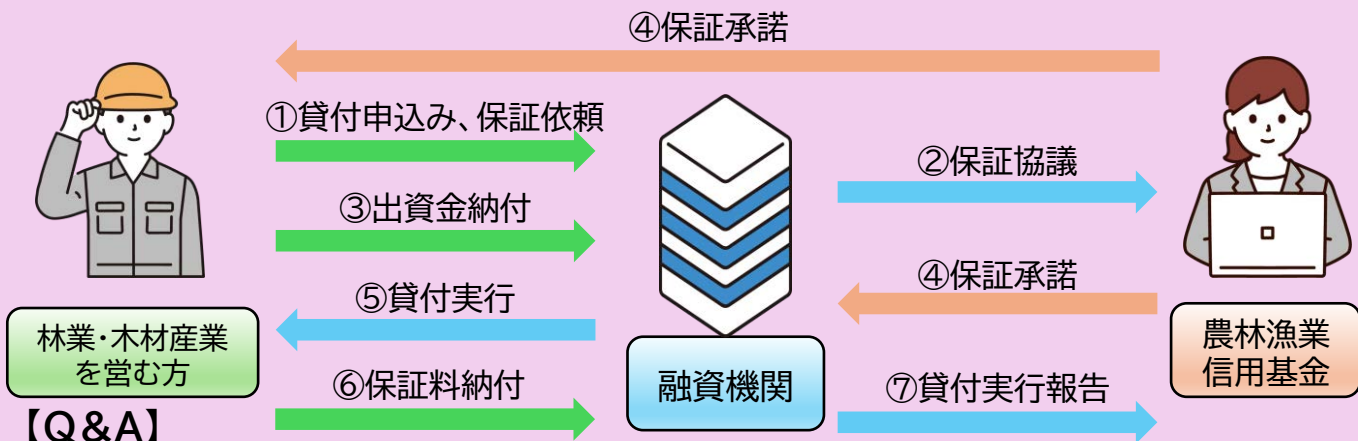 ④保証承諾
①貸付申込み、保証依頼
②保証協議
③出資金納付
④保証承諾
⑤貸付実行
林業・木材産業
を営む方
融資機関
農林漁業
信用基金
⑥保証料納付
⑦貸付実行報告
【Q&A】